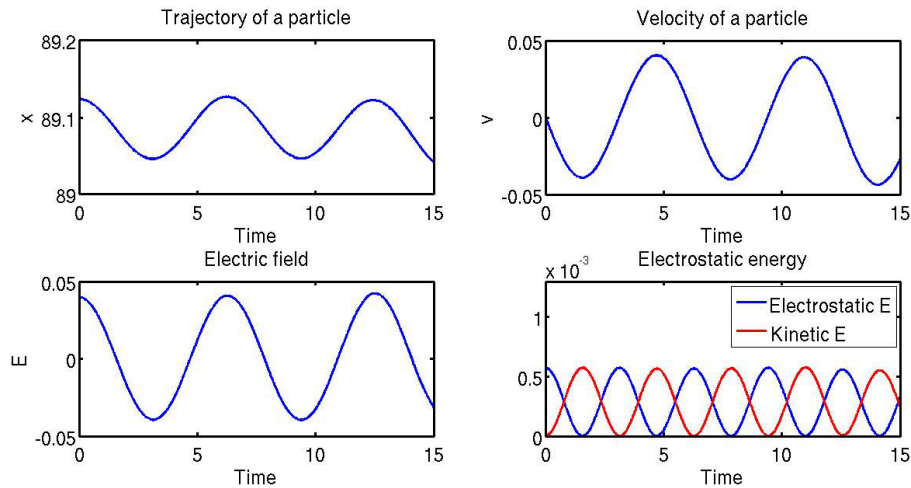 Trajectory of a particle
89.2
89.1
89
x
0
5
10
15
Time
Velocity of a particle
0.05
0
-0.05
v
0
5
10
15
Time
Electric field
0.05
0
-0.05
E
0
5
10
15
Time
Electrostatic energy
x 10⁻³
1
0.5
0
Electrostatic E
Kinetic E
0
5
10
15
Time